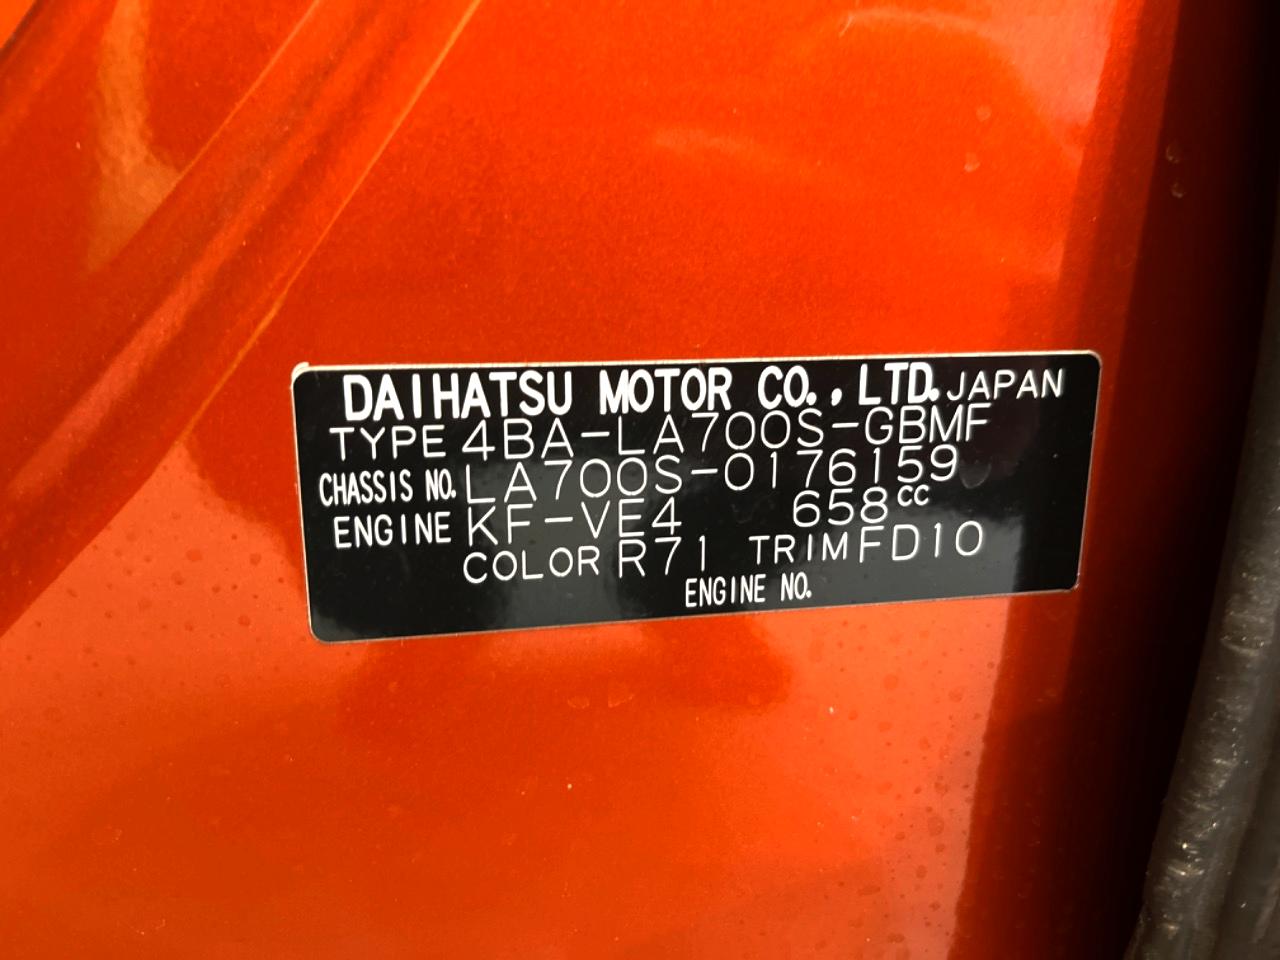 DAIHATSU MOTOR CO., LTD. JAPAN
TYPE 4BA-LA700S-GBMF
CHASSIS NO. LA700S-0176159
ENGINE KF-VE4 658cc
COLOR R71 TRIM FD10
ENGINE NO.